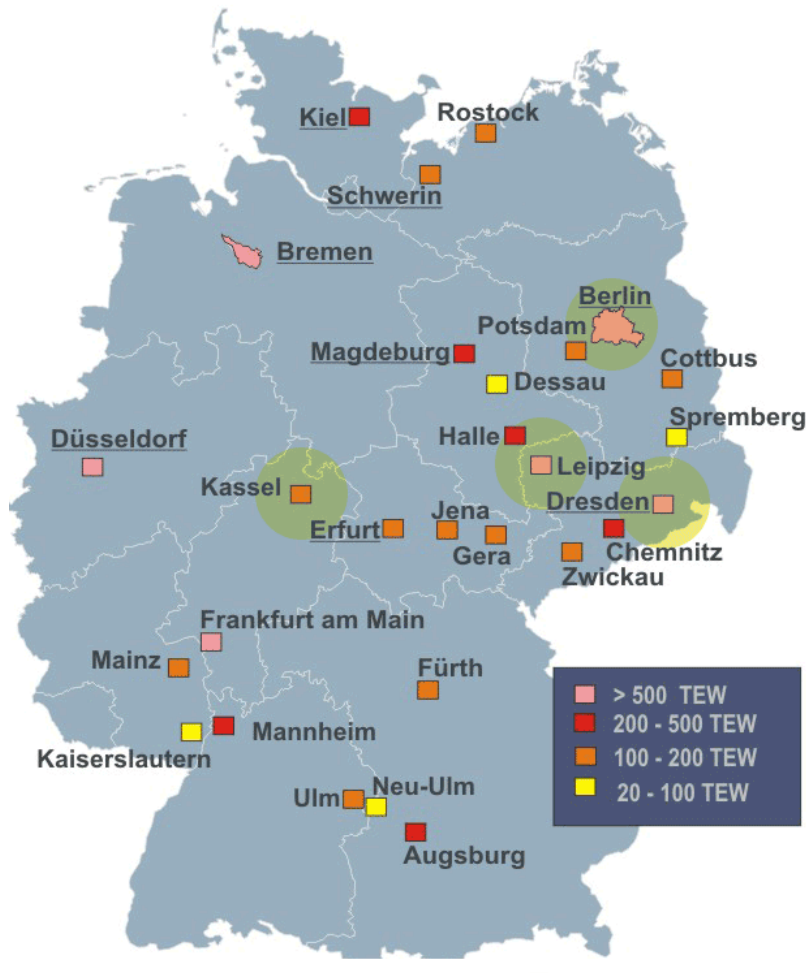 Kiel
Rostock
Schwerin
Bremen
Berlin
Potsdam
Magdeburg
Cottbus
Dessau
Spremberg
Halle
Düsseldorf
Leipzig
Kassel
Dresden
Jena
Erfurt
Gera
Chemnitz
Zwickau
Frankfurt am Main
Mainz
Fürth
Mannheim
Kaiserslautern
Neu-Ulm
Ulm
Augsburg
> 500 TEW
200 - 500 TEW
100 - 200 TEW
20 - 100 TEW